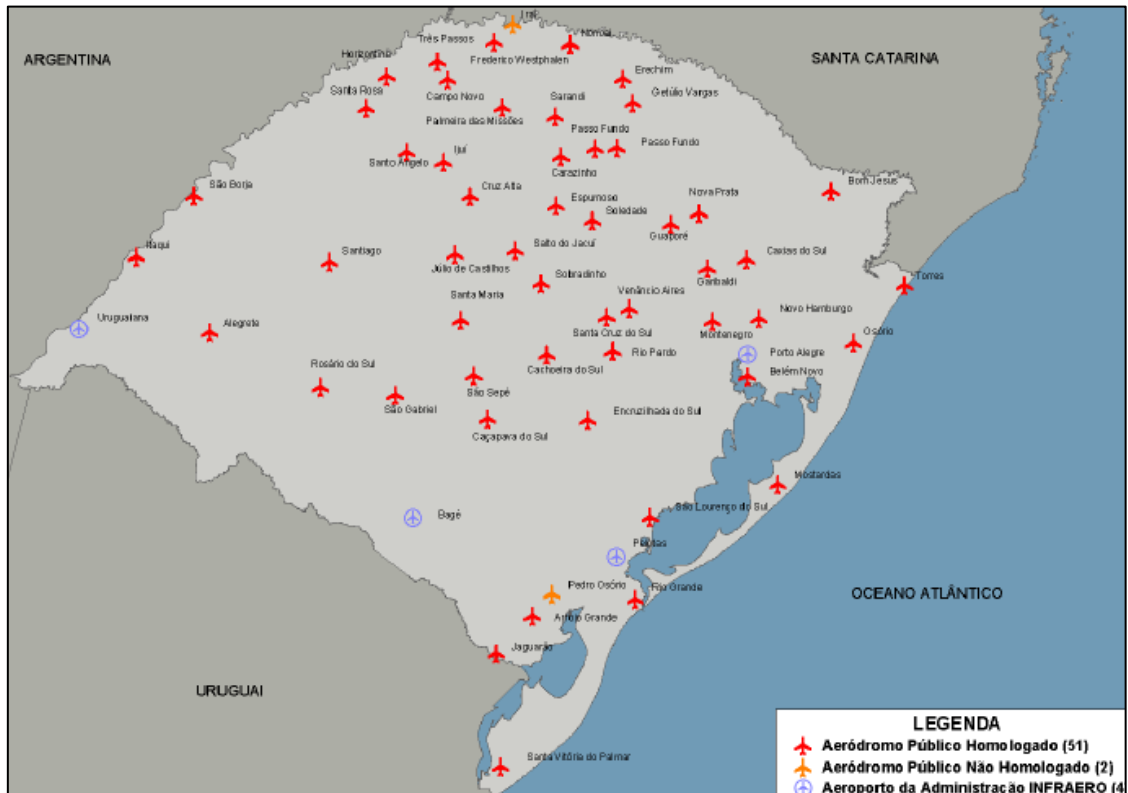 Iraí
Três Passos
Nonoai
ARGENTINA
SANTA CATARINA
Horizontina
Frederico Westphalen
Erechim
Santa Rosa
Campo Novo
Sarandi
Getúlio Vargas
Palmeira das Missões
Passo Fundo
Passo Fundo
Santo Ângelo
Ijuí
Carazinho
São Borja
Cruz Alta
Espumoso
Nova Prata
Bom Jesus
Soledade
Guaporé
Itaqui
Santiago
Salto do Jacuí
Caxias do Sul
Júlio de Castilhos
Garibaldi
Sobradinho
Torres
Santa Maria
Venâncio Aires
Uruguaiana
Alegrete
Santa Cruz do Sul
Montenegro
Novo Hamburgo
Osório
Rosário do Sul
Cachoeira do Sul
Rio Pardo
Porto Alegre
Belém Novo
São Sepé
São Gabriel
Caçapava do Sul
Encruzilhada do Sul
Mostardas
Bagé
São Lourenço do Sul
Pelotas
Pedro Osório
Rio Grande
OCEANO ATLÂNTICO
Arroio Grande
Jaguarão
URUGUAI
Santa Vitória do Palmar
LEGENDA
Aeródromo Público Homologado (51)
Aeródromo Público Não Homologado (2)
Aeroporto da Administração INFRAERO (4